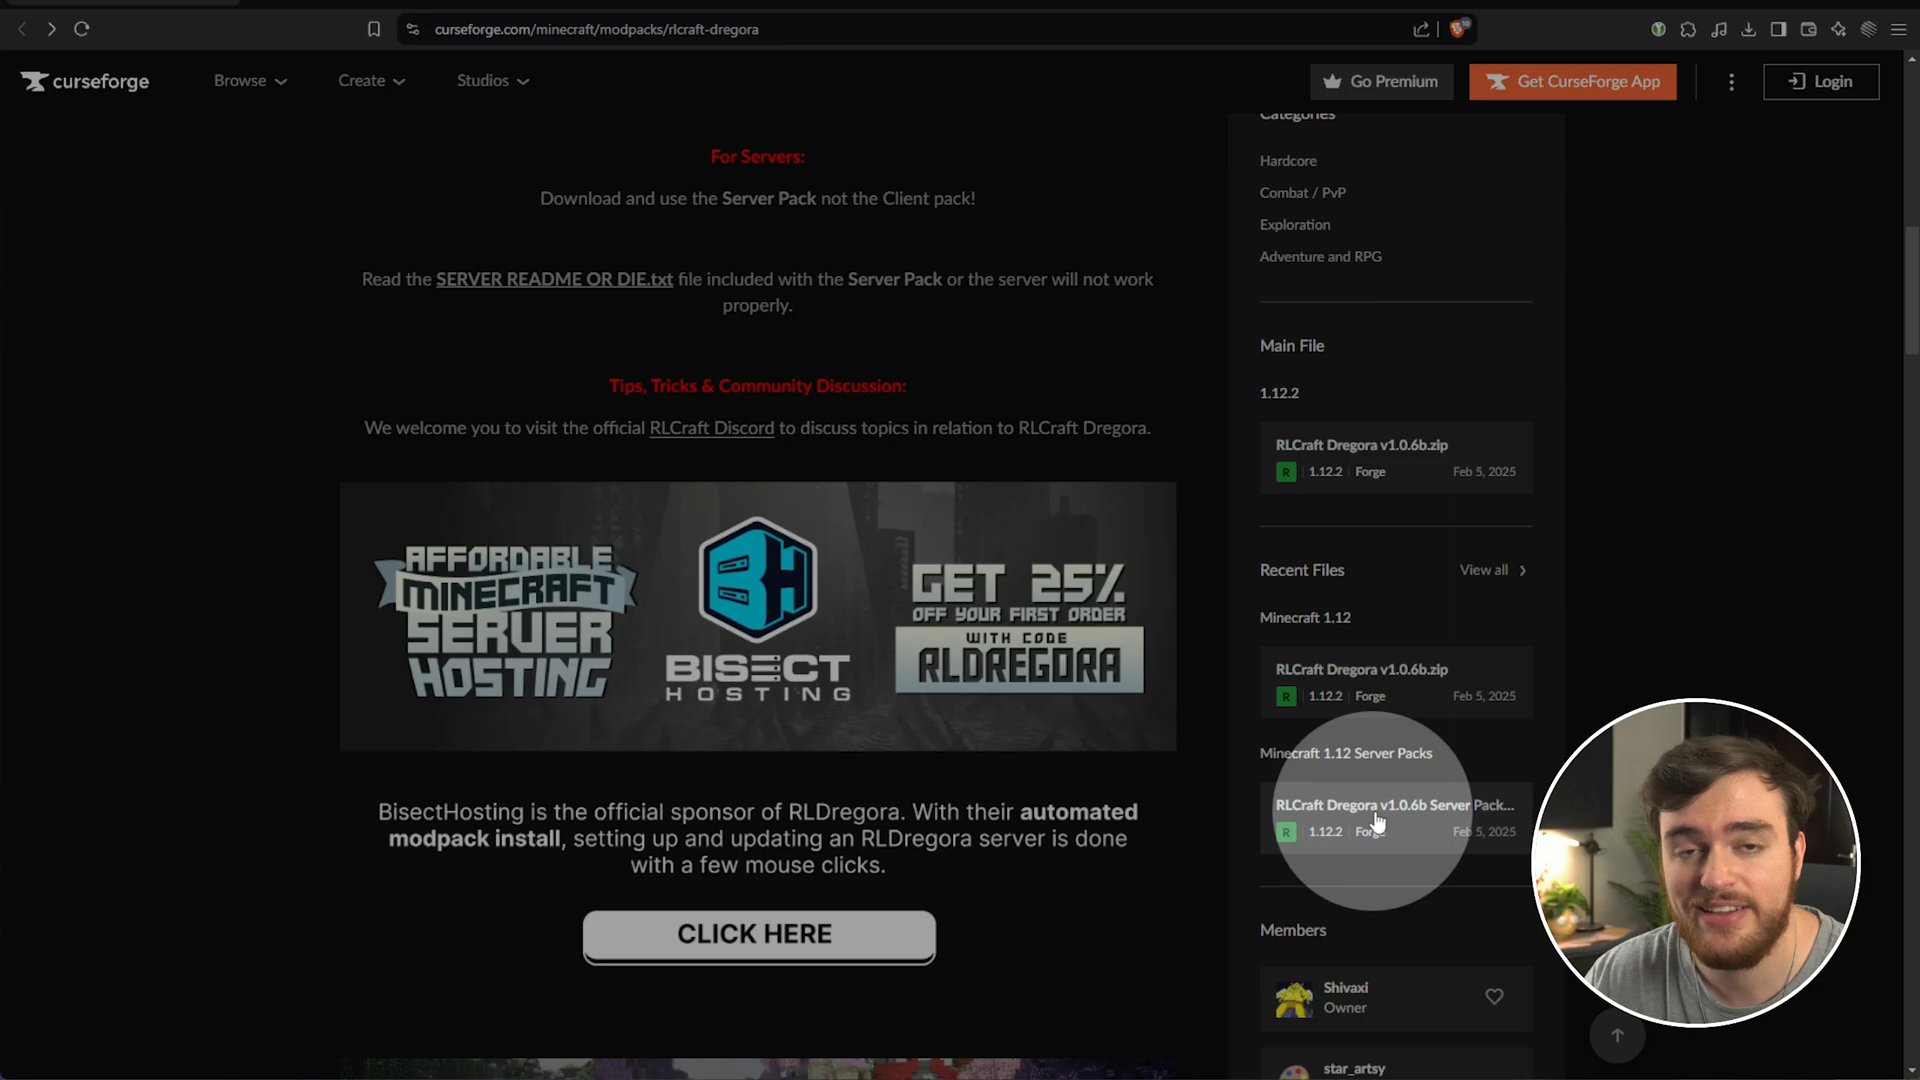 curseforge.com/minecraft/modpacks/rlcraft-dregora
curseforge
Browse
Create
Studios
Go Premium
Get CurseForge App
Login
For Servers:
Download and use the Server Pack not the Client pack!
Read the SERVER README OR DIE.txt file included with the Server Pack or the server will not work
properly.
Tips, Tricks & Community Discussion:
We welcome you to visit the official RLCraft Discord to discuss topics in relation to RLCraft Dregora.
AFFORDABLE
MINECRAFT
SERVER
HOSTING
BH
BISECT
HOSTING
GET 25%
OFF YOUR FIRST ORDER
WITH CODE
RLDREGORA
BisectHosting is the official sponsor of RLDregora. With their automated
modpack install, setting up and updating an RLDregora server is done
with a few mouse clicks.
CLICK HERE
Categories
Hardcore
Combat / PvP
Exploration
Adventure and RPG
Main File
1.12.2
RLCraft Dregora v1.0.6b.zip
R 1.12.2 Forge Feb 5, 2025
Recent Files View all
Minecraft 1.12
RLCraft Dregora v1.0.6b.zip
R 1.12.2 Forge Feb 5, 2025
Minecraft 1.12 Server Packs
RLCraft Dregora v1.0.6b Server Pack...
R 1.12.2 Forge Feb 5, 2025
Members
Shivaxi
Owner
star_artsy